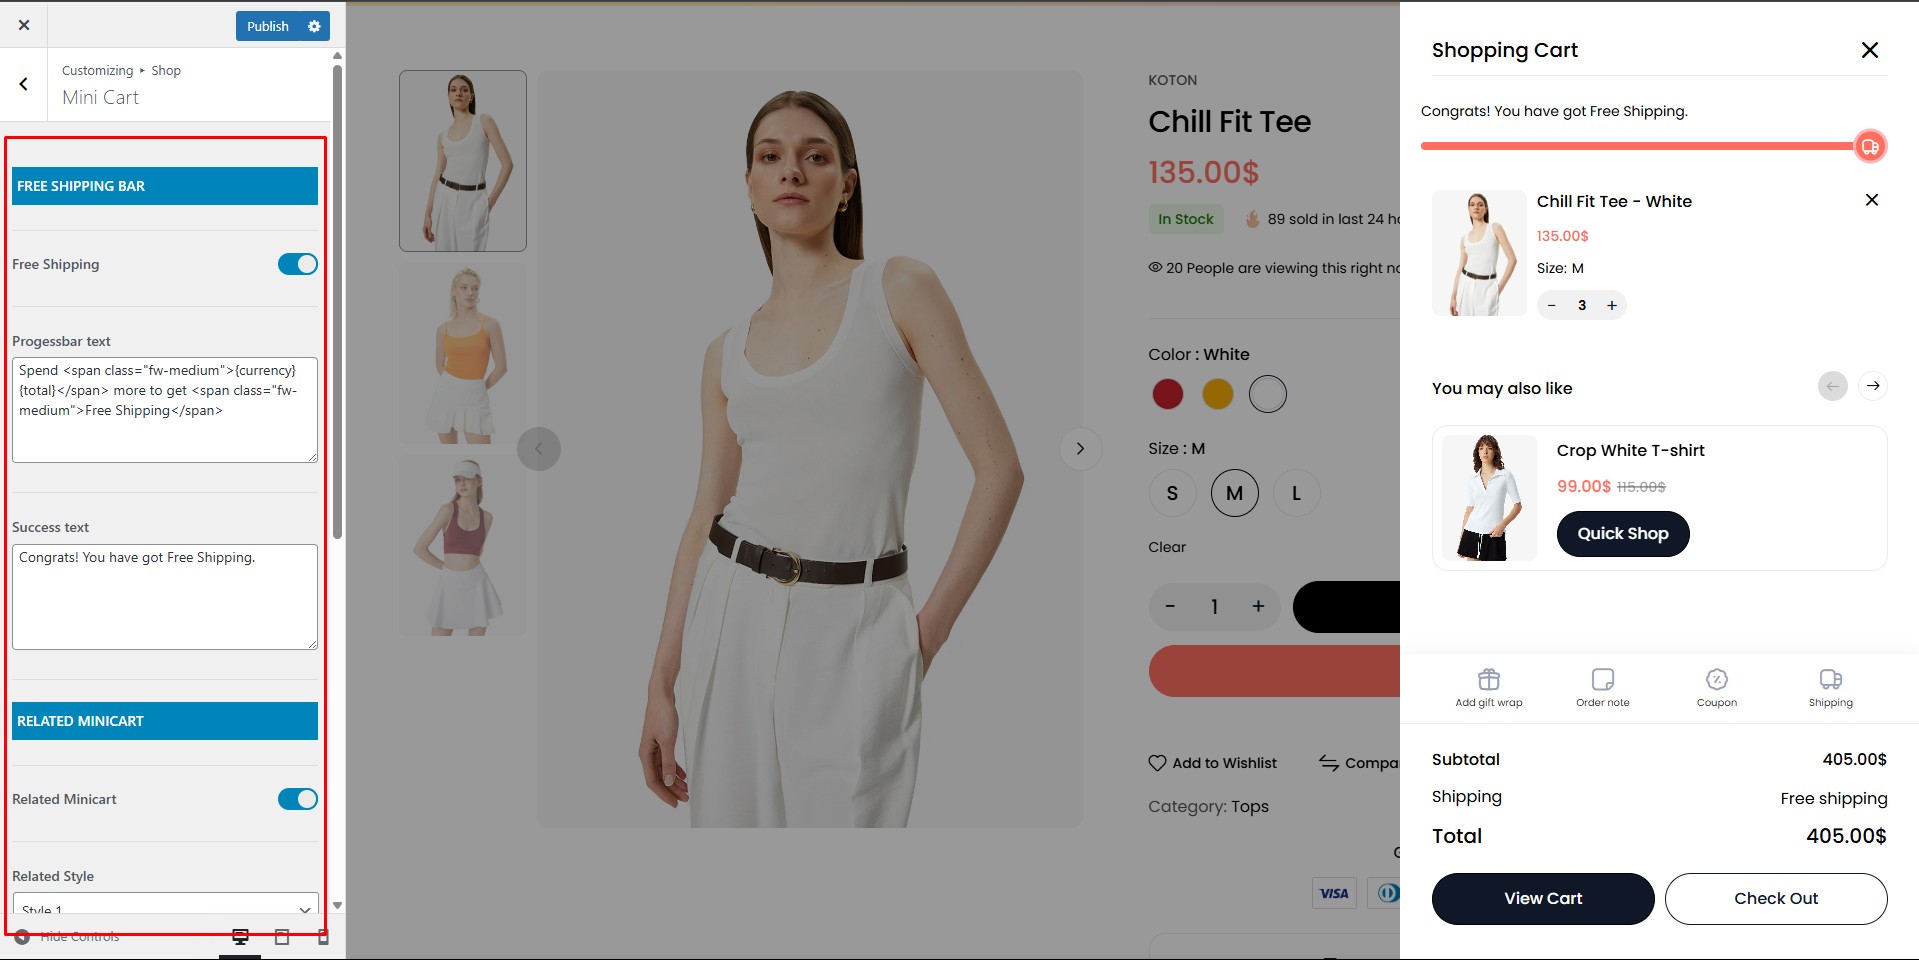 Publish
Customizing ▸ Shop
Mini Cart
FREE SHIPPING BAR
Free Shipping
Progessbar text
Spend <span class="fw-medium">{currency}
{total}</span> more to get <span class="fw-
medium">Free Shipping</span>
Success text
Congrats! You have got Free Shipping.
RELATED MINICART
Related Minicart
Related Style
Style 1
Hide Controls
KOTON
Chill Fit Tee
135.00$
In Stock
89 sold in last 24
20 People are viewing this right
Color : White
Size : M
S M L
Clear
- 1 +
Add to Wishlist
Category: Tops
VISA
Shopping Cart
Congrats! You have got Free Shipping.
Chill Fit Tee - White
135.00$
Size: M
- 3 +
You may also like
Crop White T-shirt
99.00$ 115.00$
Quick Shop
Add gift wrap
Order note
Coupon
Shipping
Subtotal 405.00$
Shipping Free shipping
Total 405.00$
View Cart
Check Out